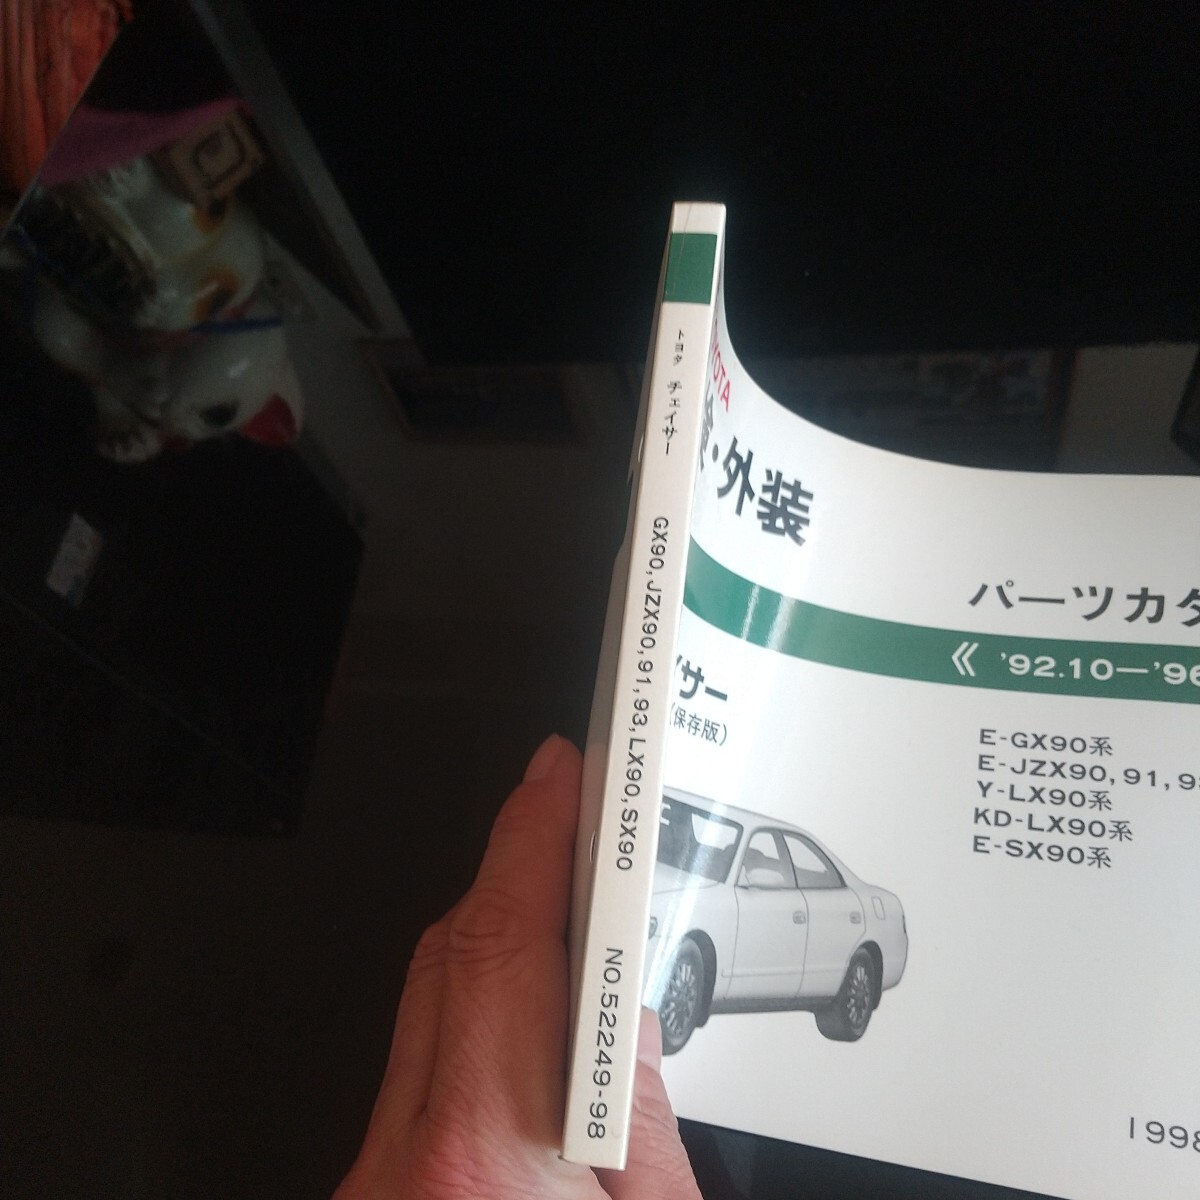 トヨタ チェイサー GX90,JZX90,91,93,LX90,SX90 NO.52249-98
・外装
パーツカタ
《 '92.10—'96
イサー
(保存版)
E-GX90系
E-JZX90,91,93
Y-LX90系
KD-LX90系
E-SX90系
1998